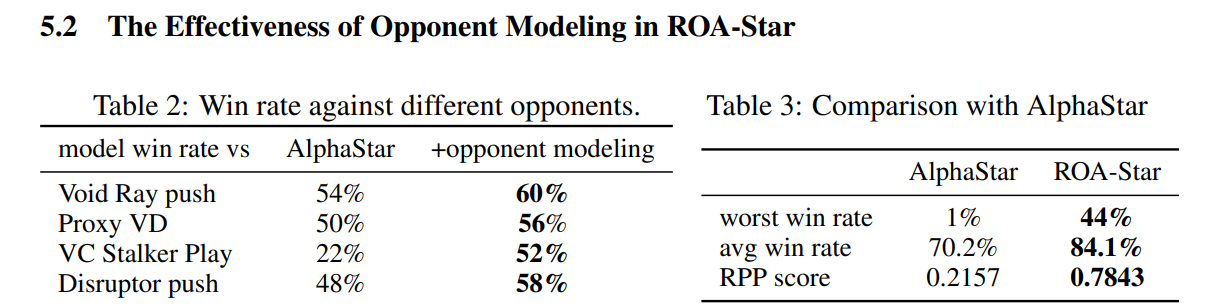 5.2 The Effectiveness of Opponent Modeling in ROA-Star
Table 2: Win rate against different opponents.
model win rate vs AlphaStar +opponent modeling
Void Ray push 54% 60%
Proxy VD 50% 56%
VC Stalker Play 22% 52%
Disruptor push 48% 58%
Table 3: Comparison with AlphaStar
AlphaStar ROA-Star
worst win rate 1% 44%
avg win rate 70.2% 84.1%
RPP score 0.2157 0.7843